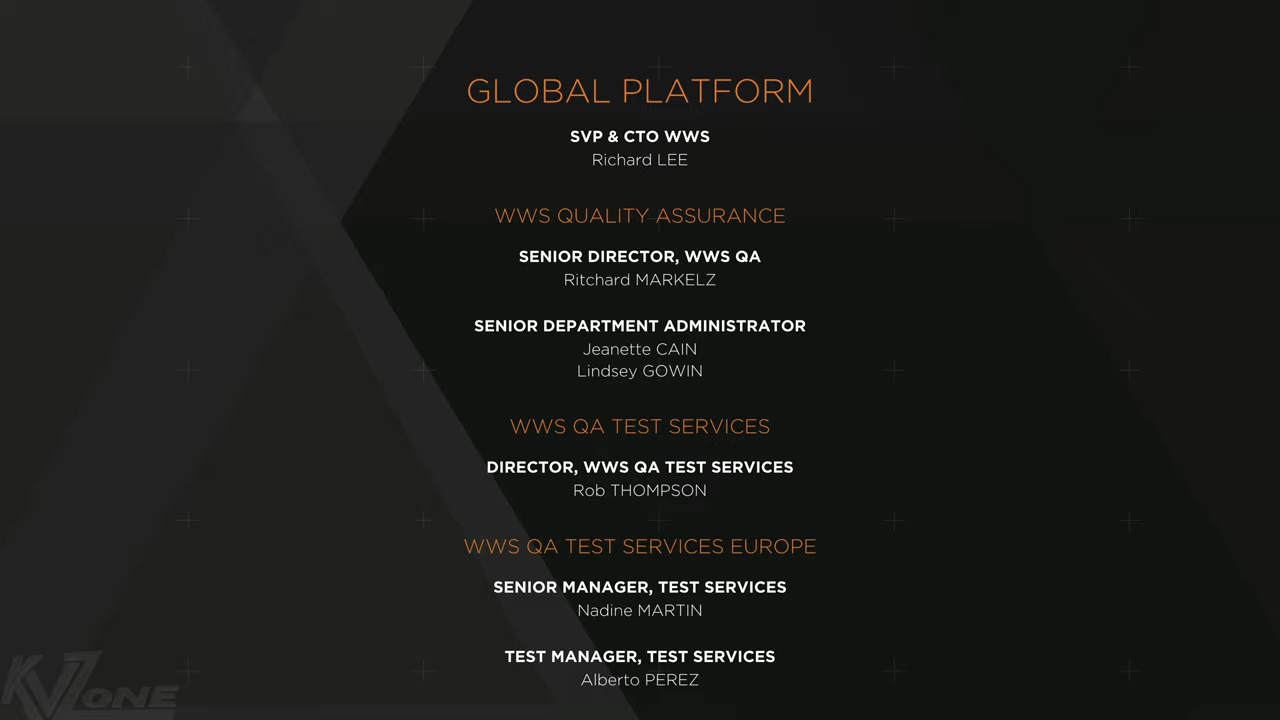 GLOBAL PLATFORM
SVP & CTO WWS
Richard LEE
WWS QUALITY ASSURANCE
SENIOR DIRECTOR, WWS QA
Ritchard MARKELZ
SENIOR DEPARTMENT ADMINISTRATOR
Jeanette CAIN
Lindsey GOWIN
WWS QA TEST SERVICES
DIRECTOR, WWS QA TEST SERVICES
Rob THOMPSON
WWS QA TEST SERVICES EUROPE
SENIOR MANAGER, TEST SERVICES
Nadine MARTIN
TEST MANAGER, TEST SERVICES
Alberto PEREZ
KVZONE